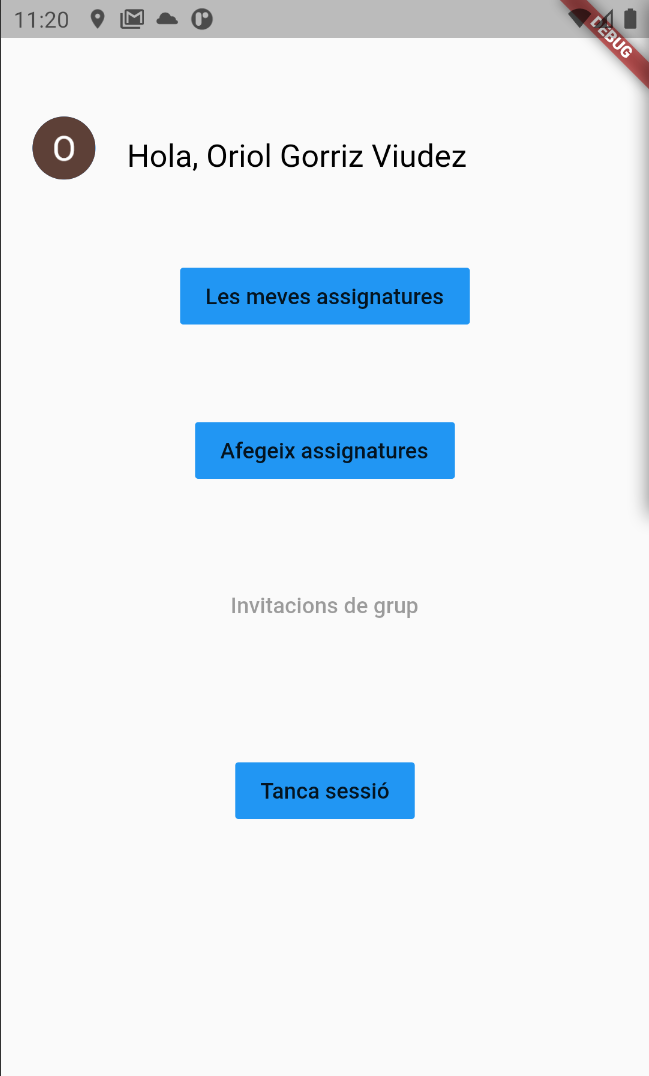 11:20
DEBUG
O
Hola, Oriol Gorriz Viudez
Les meves assignatures
Afegeix assignatures
Invitacions de grup
Tanca sessió